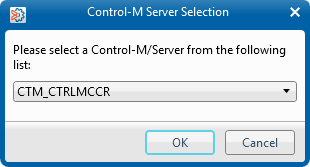 Control-M Server Selection
Please select a Control-M/Server from the following
list:
CTM_CTRLMCCR
OK
Cancel